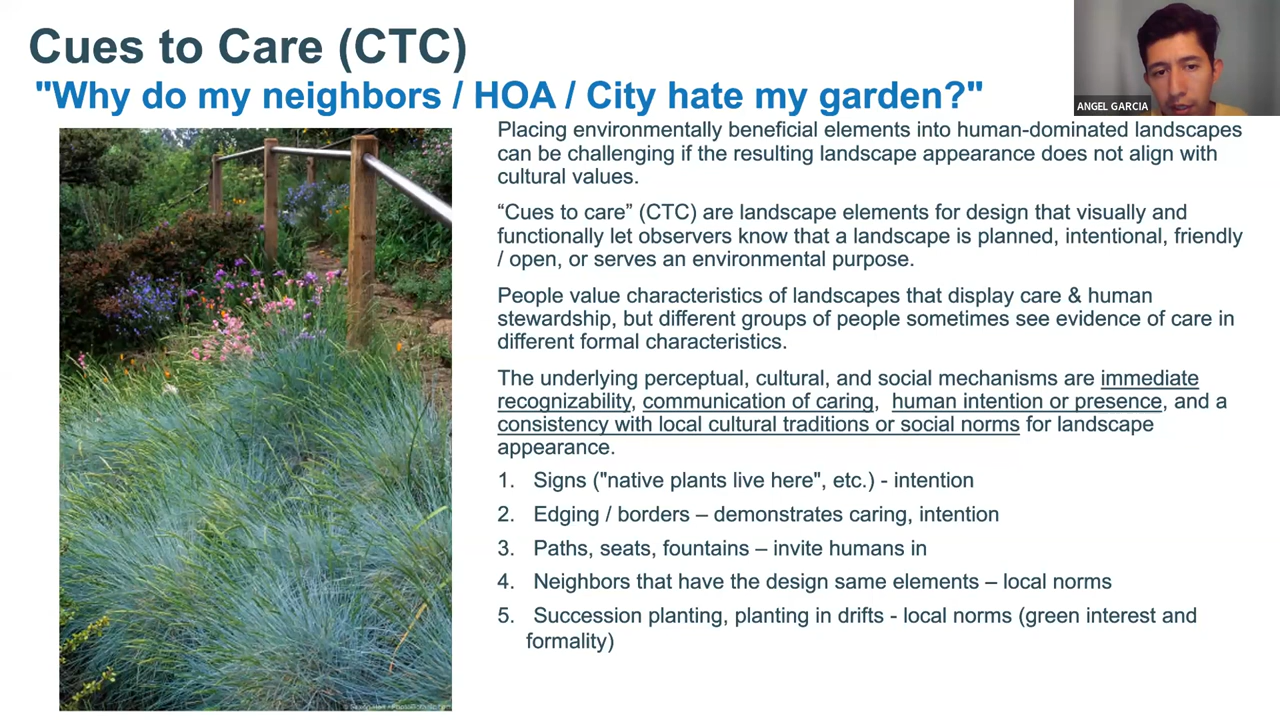 Cues to Care (CTC)
"Why do my neighbors / HOA / City hate my garden?"
ANGEL GARCIA
Placing environmentally beneficial elements into human-dominated landscapes
can be challenging if the resulting landscape appearance does not align with
cultural values.
“Cues to care” (CTC) are landscape elements for design that visually and
functionally let observers know that a landscape is planned, intentional, friendly
/ open, or serves an environmental purpose.
People value characteristics of landscapes that display care & human
stewardship, but different groups of people sometimes see evidence of care in
different formal characteristics.
The underlying perceptual, cultural, and social mechanisms are immediate
recognizability, communication of caring, human intention or presence, and a
consistency with local cultural traditions or social norms for landscape
appearance.
1. Signs ("native plants live here", etc.) - intention
2. Edging / borders – demonstrates caring, intention
3. Paths, seats, fountains – invite humans in
4. Neighbors that have the design same elements – local norms
5. Succession planting, planting in drifts - local norms (green interest and
formality)